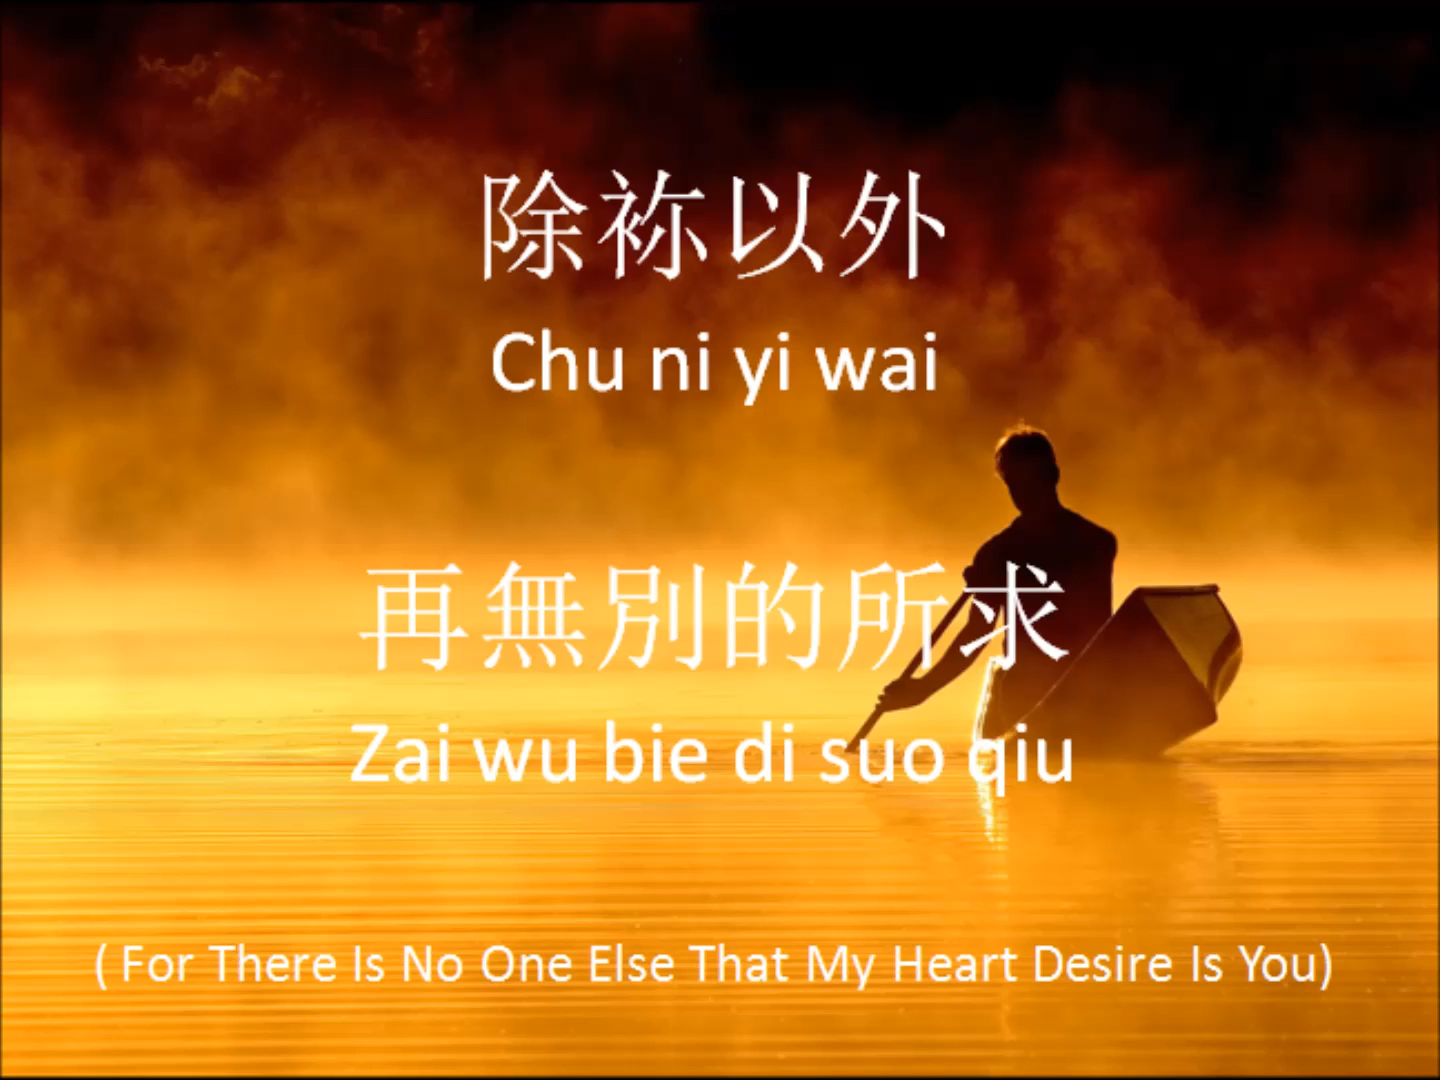 除袮以外
Chu ni yi wai
再無別的所求
Zai wu bie di suo qiu
( For There Is No One Else That My Heart Desire Is You)